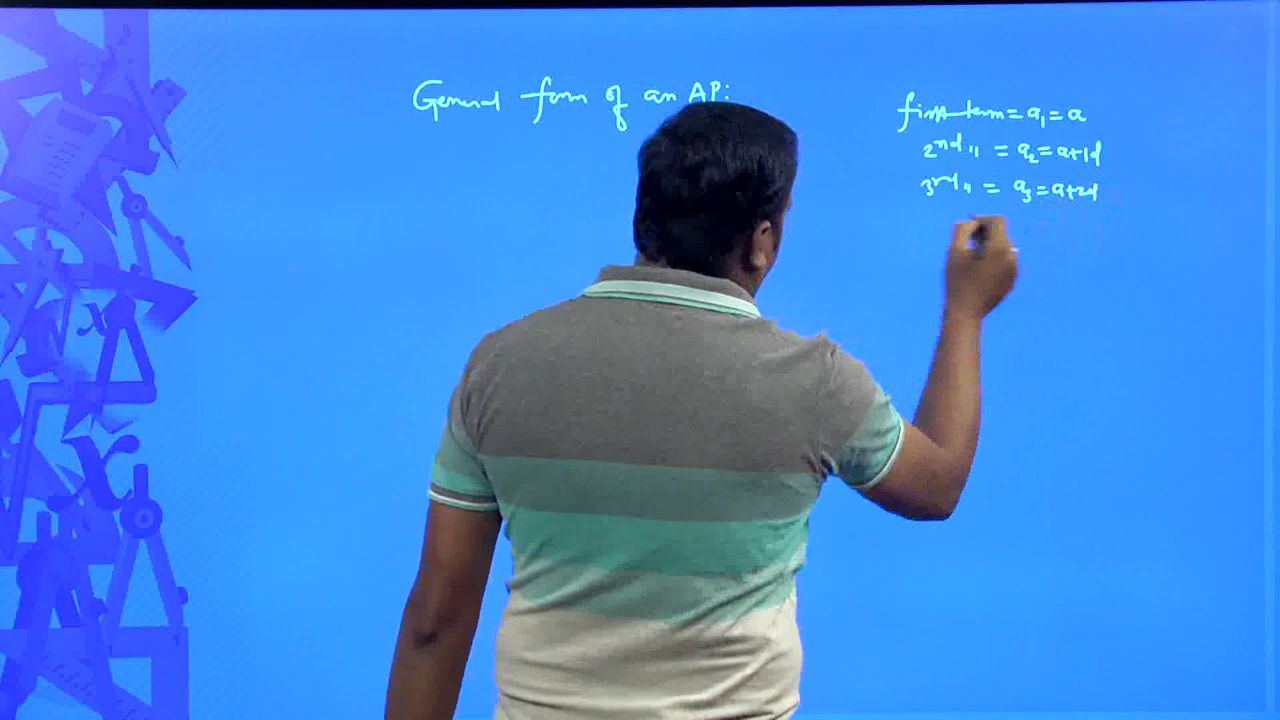 General form of an AP:
first term = a₁ = a
2nd " = a₂ = a+1d
3rd " = a₃ = a+2d